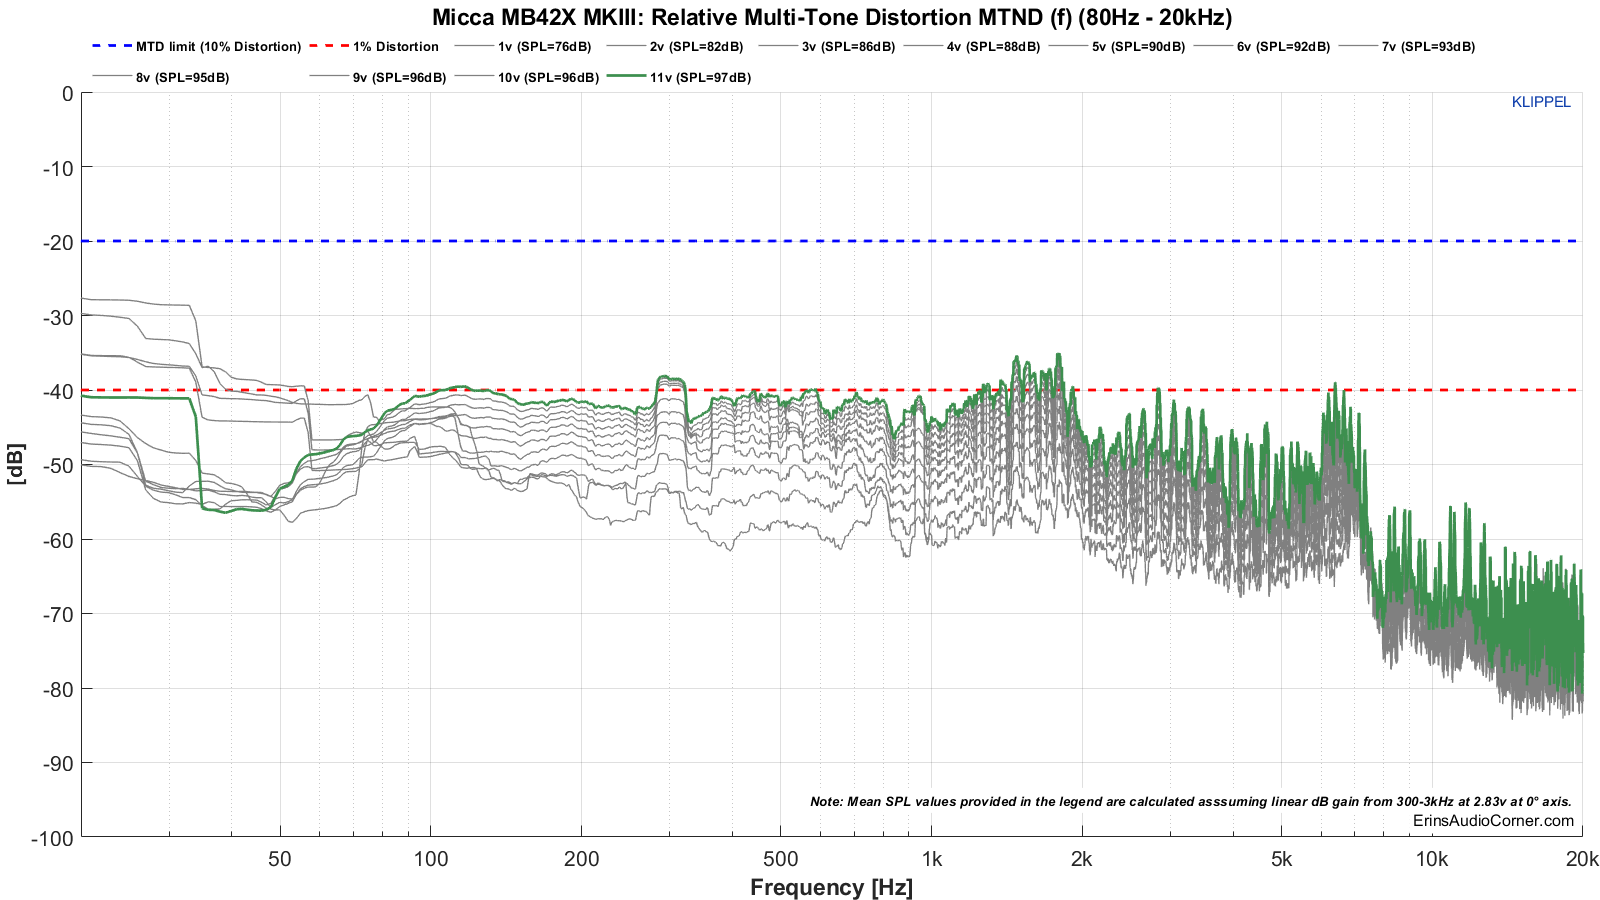 Micca MB42X MKIII: Relative Multi-Tone Distortion MTND (f) (80Hz - 20kHz)
MTD limit (10% Distortion) 1% Distortion 1v (SPL=76dB) 2v (SPL=82dB) 3v (SPL=86dB) 4v (SPL=88dB) 5v (SPL=90dB) 6v (SPL=92dB) 7v (SPL=93dB)
8v (SPL=95dB) 9v (SPL=96dB) 10v (SPL=96dB) 11v (SPL=97dB)
KLIPPEL
0
-10
-20
-30
-40
-50
-60
-70
-80
-90
-100
[dB]
Note: Mean SPL values provided in the legend are calculated asssuming linear dB gain from 300-3kHz at 2.83v at 0° axis.
ErinsAudioCorner.com
50 100 200 500 1k 2k 5k 10k 20k
Frequency [Hz]